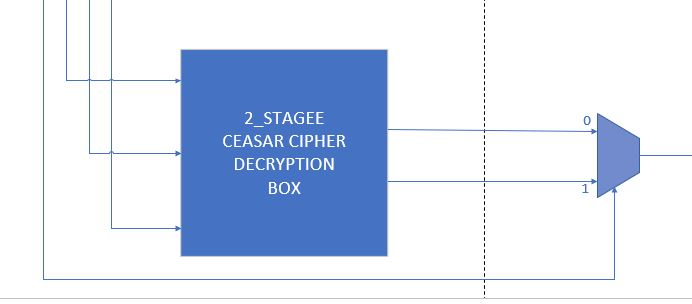 2_STAGEE
CEASAR CIPHER
DECRYPTION
BOX
0
1